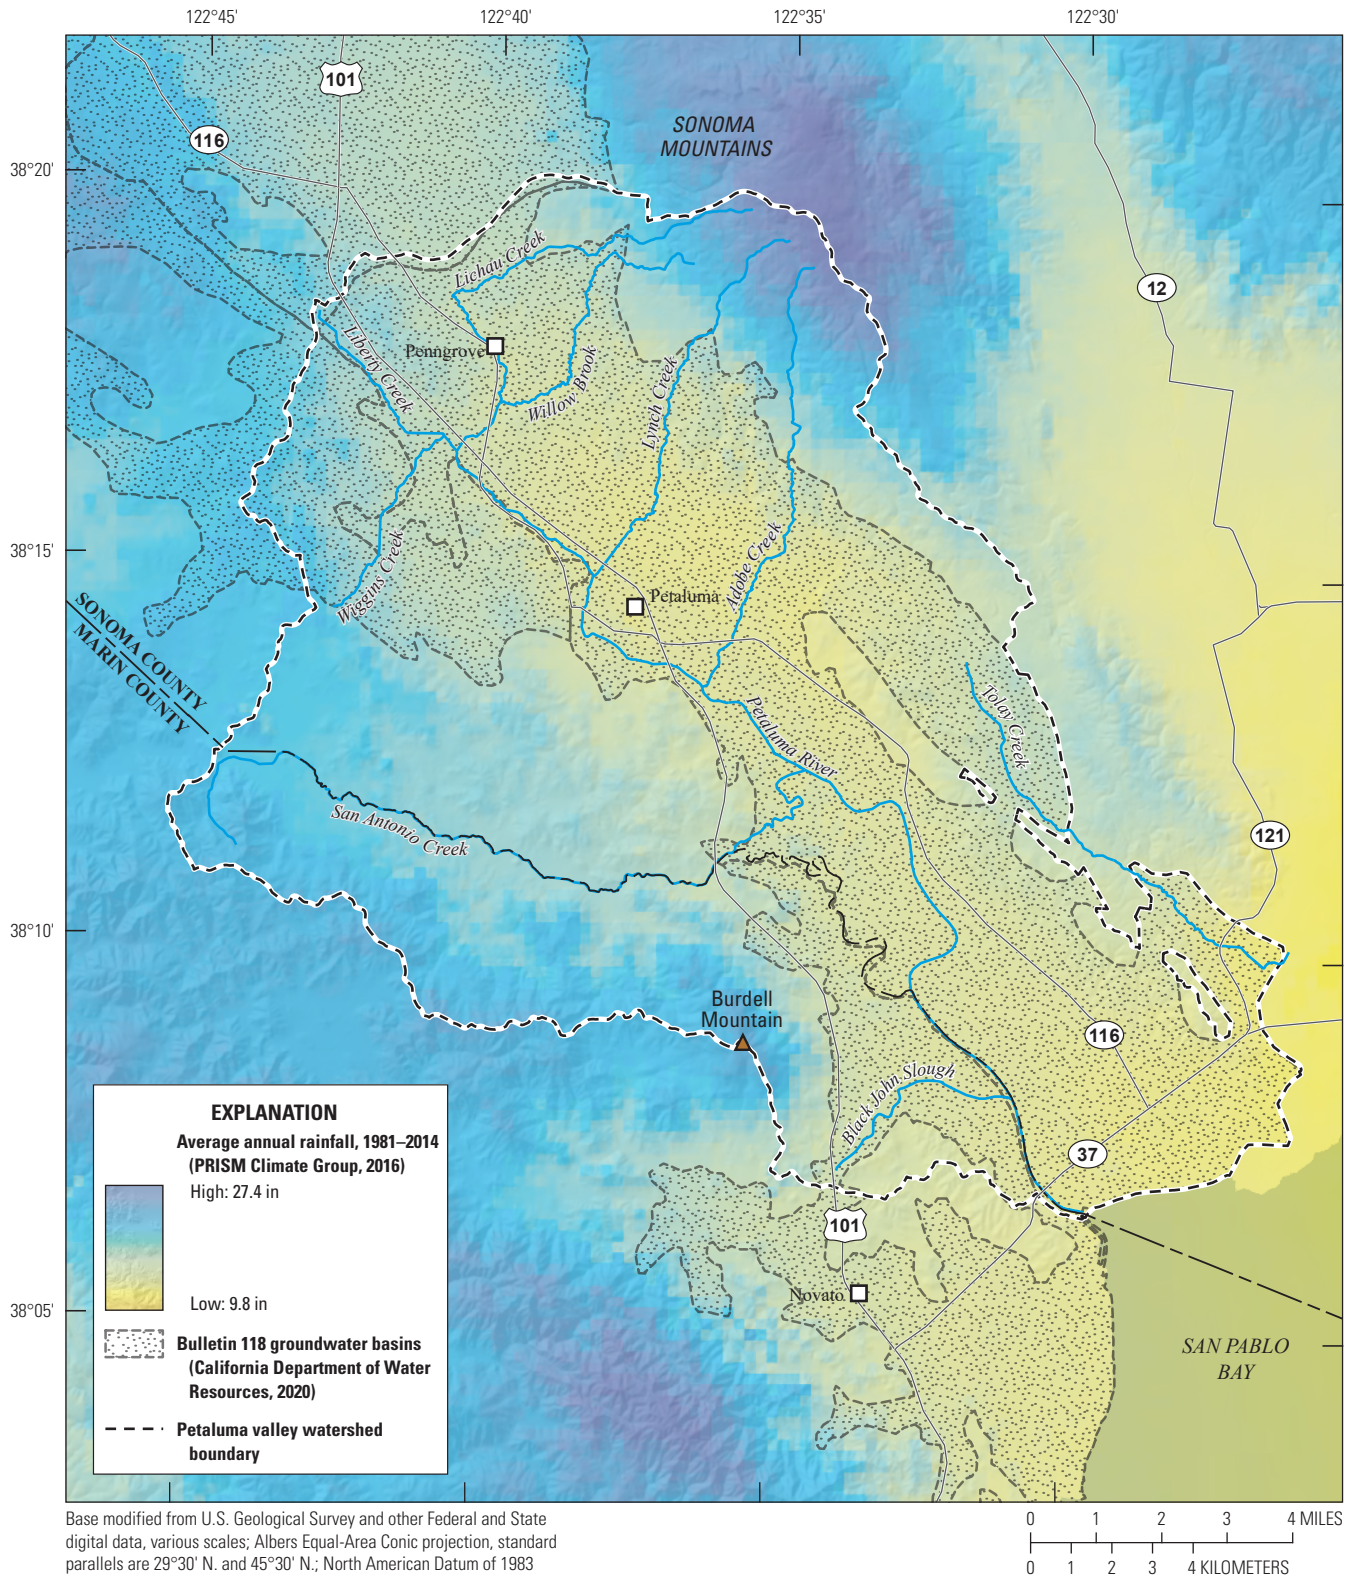 122°45'
122°40'
122°35'
122°30'
101
116
SONOMA
MOUNTAINS
38°20'
12
Lichau Creek
Liberty Creek
Penngrove
Willow Brook
Lynch Creek
38°15'
Wiggins Creek
Adobe Creek
Petaluma
SONOMA COUNTY
MARIN COUNTY
Tolay Creek
Petaluma River
San Antonio Creek
121
38°10'
Burdell
Mountain
116
Black John Slough
37
101
Novato
38°05'
SAN PABLO
BAY
EXPLANATION
Average annual rainfall, 1981–2014
(PRISM Climate Group, 2016)
High: 27.4 in
Low: 9.8 in
Bulletin 118 groundwater basins
(California Department of Water
Resources, 2020)
Petaluma valley watershed
boundary
Base modified from U.S. Geological Survey and other Federal and State
digital data, various scales; Albers Equal-Area Conic projection, standard
parallels are 29°30' N. and 45°30' N.; North American Datum of 1983
0 1 2 3 4 MILES
0 1 2 3 4 KILOMETERS